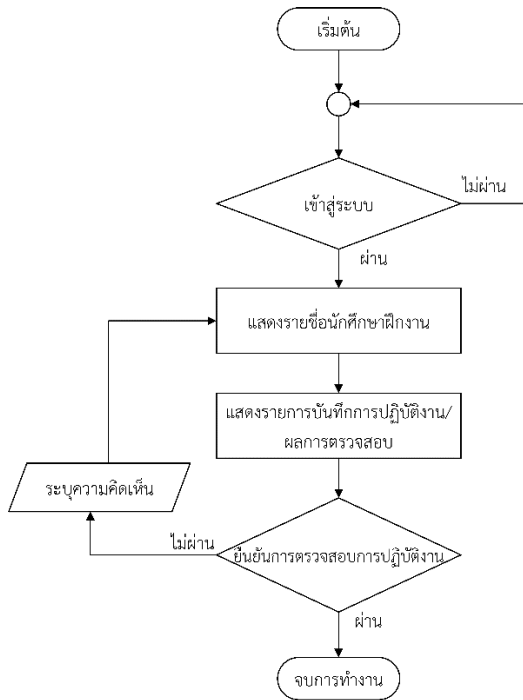 เริ่มต้น
เข้าสู่ระบบ
ไม่ผ่าน
ผ่าน
แสดงรายชื่อนักศึกษาฝึกงาน
แสดงรายการบันทึกการปฏิบัติงาน/
ผลการตรวจสอบ
ระบุความคิดเห็น
ไม่ผ่าน
ยืนยันการตรวจสอบการปฏิบัติงาน
ผ่าน
จบการทำงาน